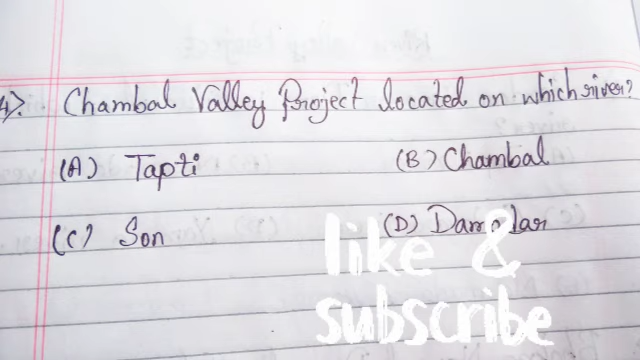 4). Chambal Valley Project located on which river?
(A) Tapti
(B) Chambal
(C) Son
(D) Damodar
like &
subscribe